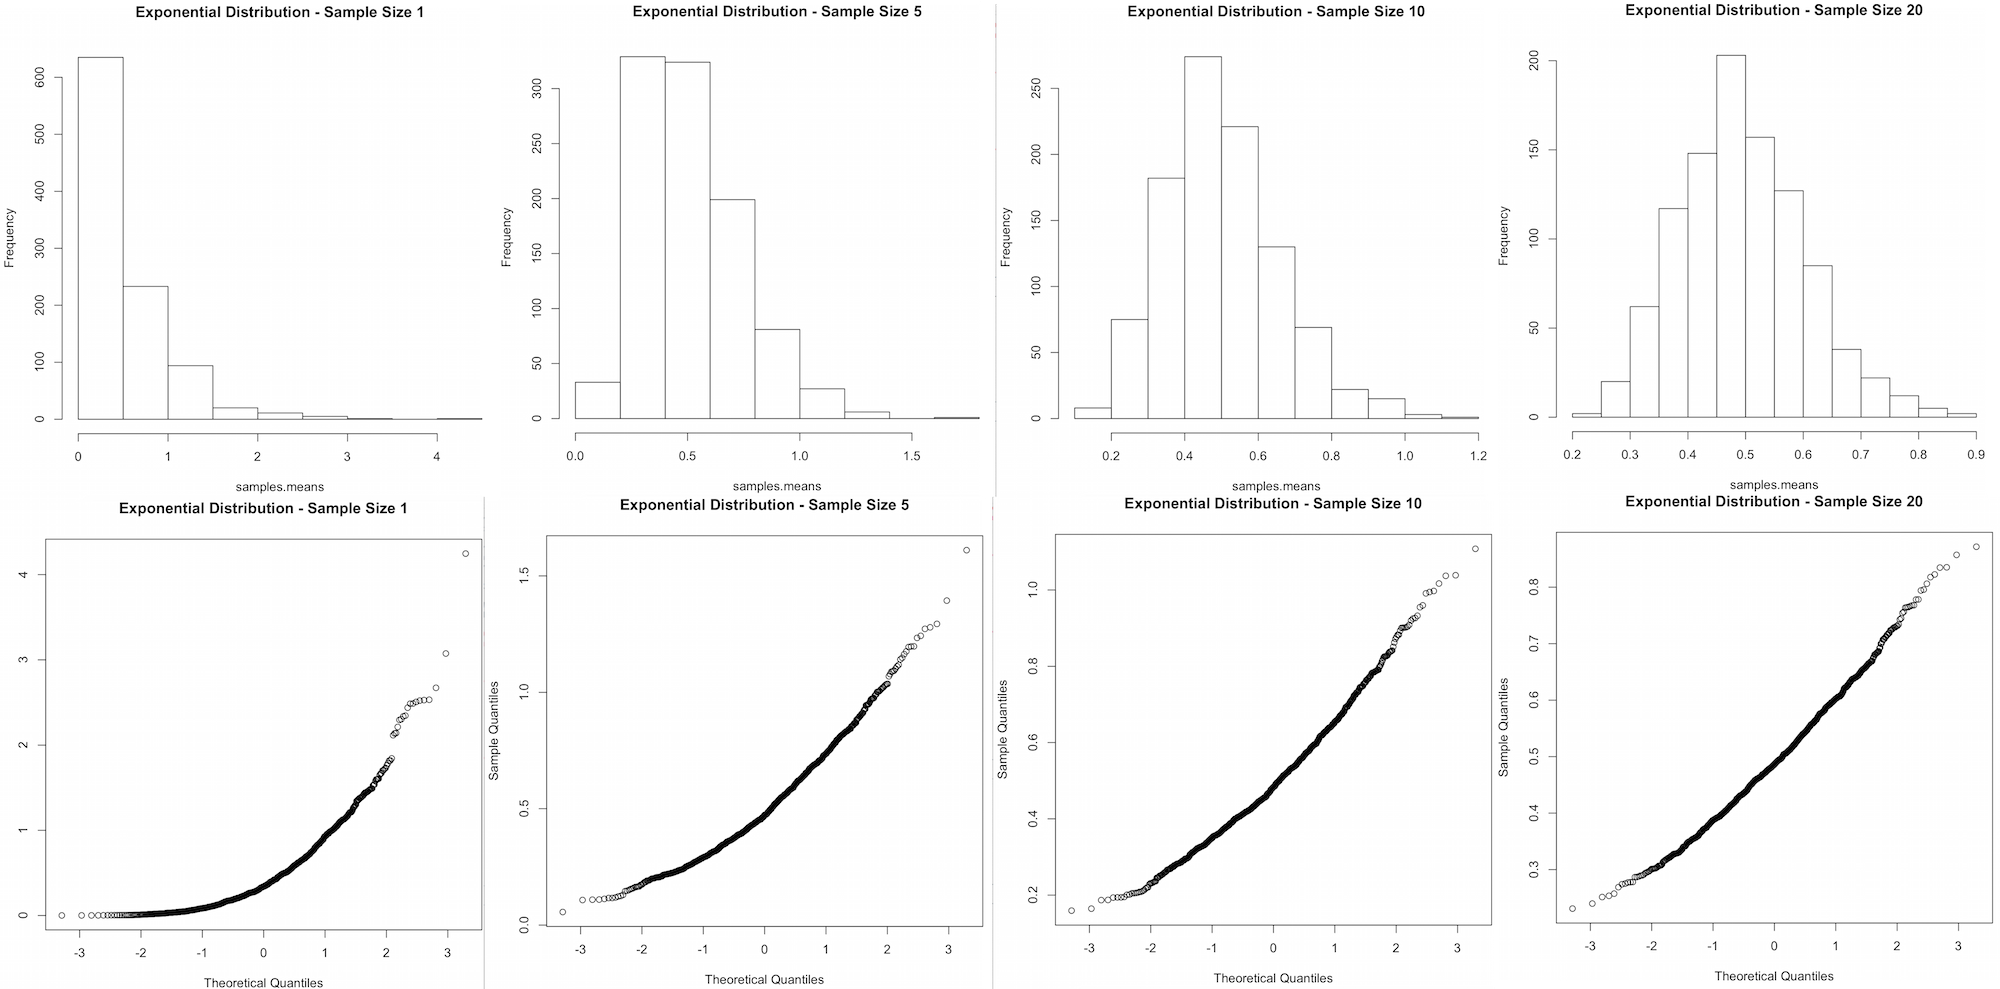 Exponential Distribution - Sample Size 1
Frequency
0 100 200 300 400 500 600
0 1 2 3 4
samples.means
Exponential Distribution - Sample Size 5
Frequency
0 50 100 150 200 250 300
0.0 0.5 1.0 1.5
samples.means
Exponential Distribution - Sample Size 10
Frequency
0 50 100 150 200 250
0.2 0.4 0.6 0.8 1.0 1.2
samples.means
Exponential Distribution - Sample Size 20
Frequency
0 50 100 150 200
0.2 0.3 0.4 0.5 0.6 0.7 0.8 0.9
samples.means
Exponential Distribution - Sample Size 1
0 1 2 3 4
-3 -2 -1 0 1 2 3
Theoretical Quantiles
Exponential Distribution - Sample Size 5
Sample Quantiles
0.0 0.5 1.0 1.5
-3 -2 -1 0 1 2 3
Theoretical Quantiles
Exponential Distribution - Sample Size 10
Sample Quantiles
0.2 0.4 0.6 0.8 1.0
-3 -2 -1 0 1 2 3
Theoretical Quantiles
Exponential Distribution - Sample Size 20
Sample Quantiles
0.3 0.4 0.5 0.6 0.7 0.8
-3 -2 -1 0 1 2 3
Theoretical Quantiles